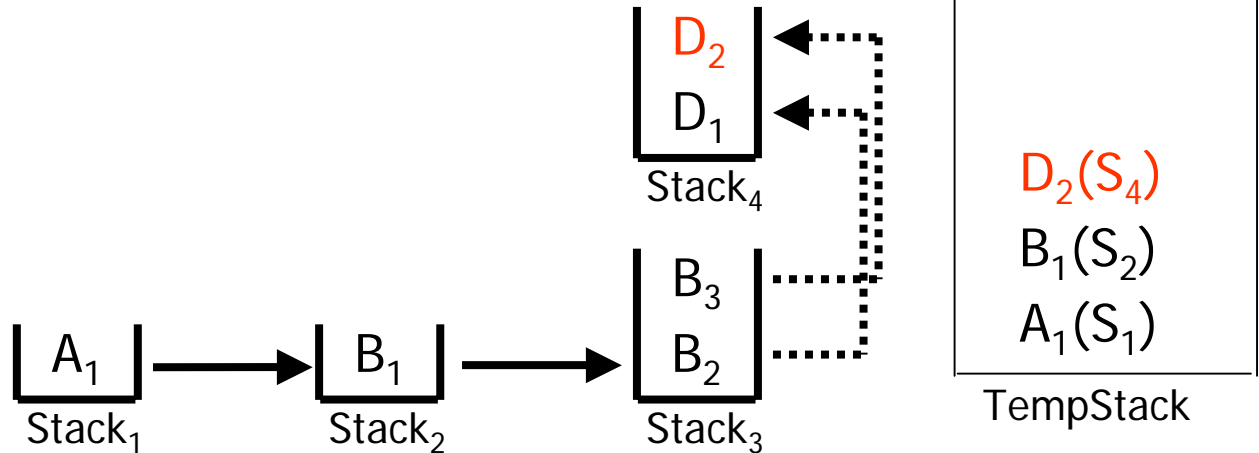 D₂
D₁
Stack₄
B₃
B₂
Stack₃
A₁
Stack₁
B₁
Stack₂
D₂(S₄)
B₁(S₂)
A₁(S₁)
TempStack